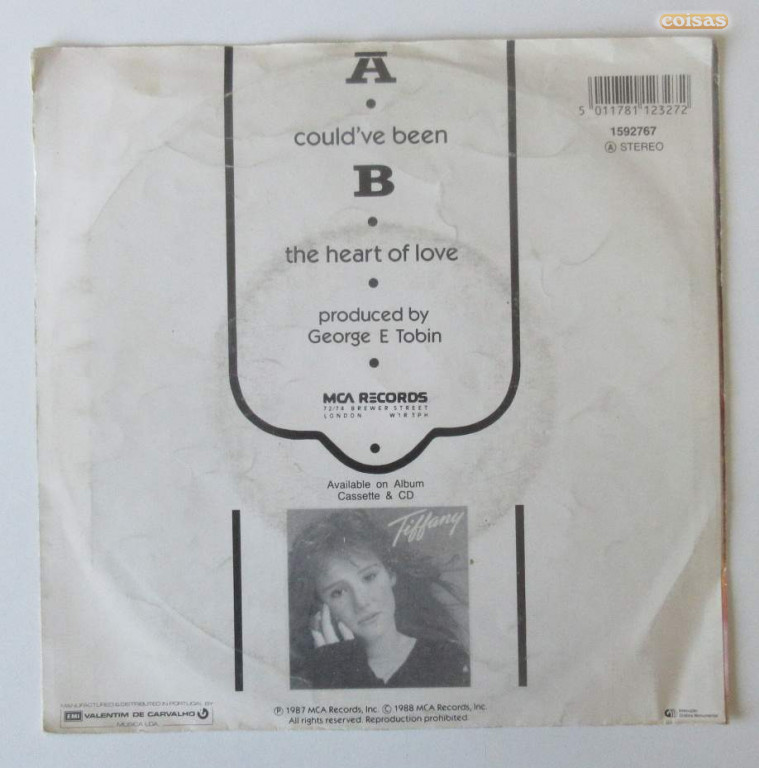 coisas
A
could've been
B
the heart of love
produced by
George E Tobin
MCA RECORDS
72/74 BREWER STREET
LONDON W1R 3PH
Available on Album
Cassette & CD
Tiffany
5 011781 123272
1592767
Ⓐ STEREO
MANUFACTURED & DISTRIBUTED IN PORTUGAL BY
EMI VALENTIM DE CARVALHO
MÚSICA LDA.
Ⓟ 1987 MCA Records, Inc. © 1988 MCA Records, Inc.
All rights reserved. Reproduction prohibited.